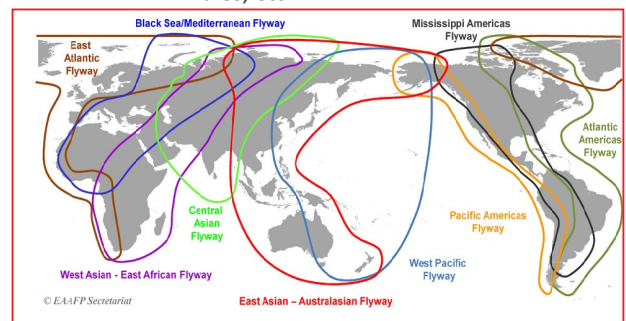 Black Sea/Mediterranean Flyway
Mississippi Americas
Flyway
East
Atlantic
Flyway
Atlantic
Americas
Flyway
Central
Asian
Flyway
Pacific Americas
Flyway
West Asian - East African Flyway
West Pacific
Flyway
© EAAFP Secretariat
East Asian – Australasian Flyway